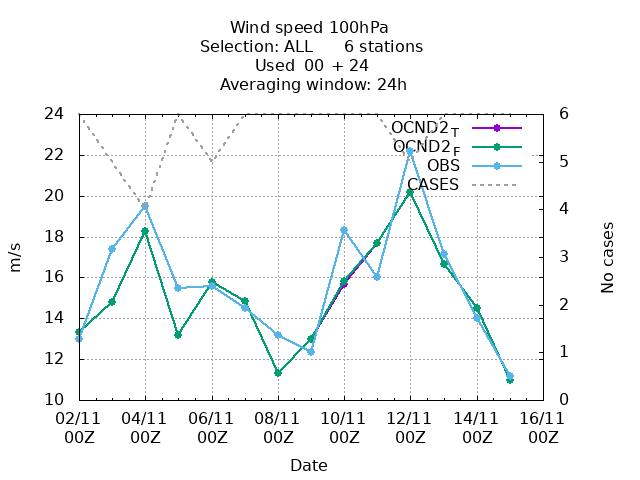 Wind speed 100hPa
Selection: ALL 6 stations
Used 00 + 24
Averaging window: 24h
24
22
20
18
16
14
12
10
m/s
6
5
4
3
2
1
0
No cases
OCND2_T
OCND2_F
OBS
CASES
02/11 04/11 06/11 08/11 10/11 12/11 14/11 16/11
00Z 00Z 00Z 00Z 00Z 00Z 00Z 00Z
Date